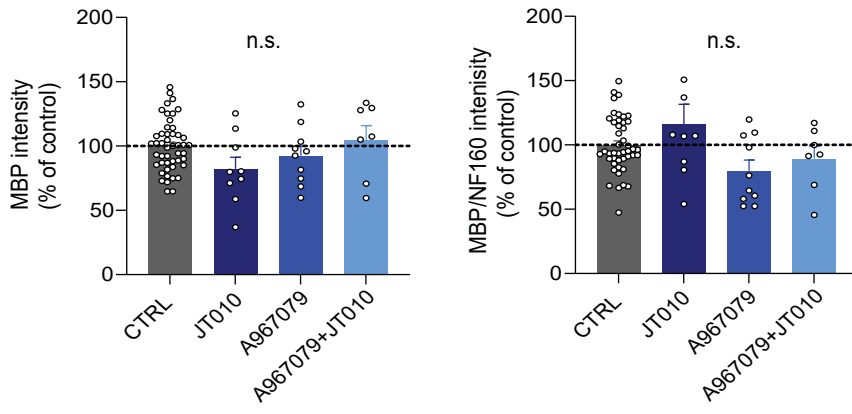 200
150
100
50
0
MBP intensity
(% of control)
n.s.
CTRL
JT010
A967079
A967079+JT010
200
150
100
50
0
MBP/NF160 intenisity
(% of control)
n.s.
CTRL
JT010
A967079
A967079+JT010